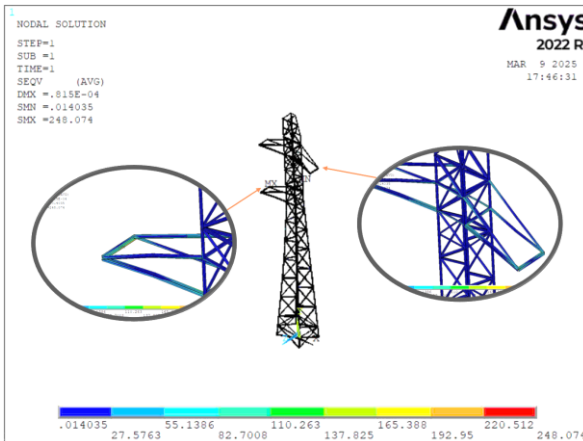 1
NODAL SOLUTION
STEP=1
SUB =1
TIME=1
SEQV (AVG)
DMX =.815E-04
SMN =.014035
SMX =248.074
Ansys
2022 R
MAR 9 2025
17:46:31
MX
.014035 55.1386 110.263 165.388 220.512
27.5763 82.7008 137.825 192.95 248.074